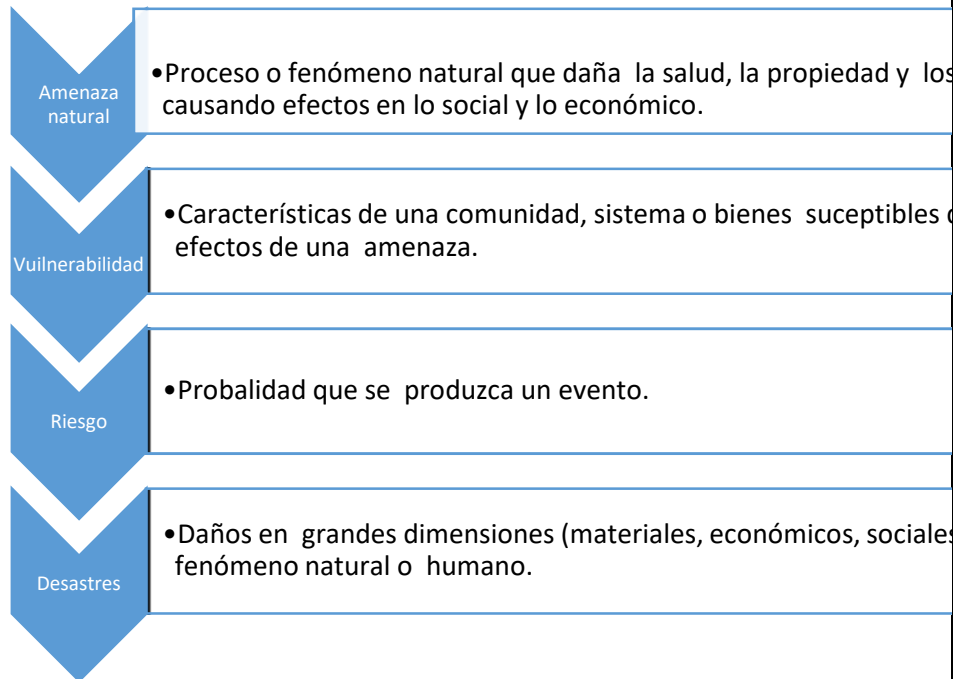 Amenaza
natural
•Proceso o fenómeno natural que daña la salud, la propiedad y los
causando efectos en lo social y lo económico.
Vuilnerabilidad
•Características de una comunidad, sistema o bienes suceptibles
efectos de una amenaza.
Riesgo
•Probalidad que se produzca un evento.
Desastres
•Daños en grandes dimensiones (materiales, económicos, sociales
fenómeno natural o humano.